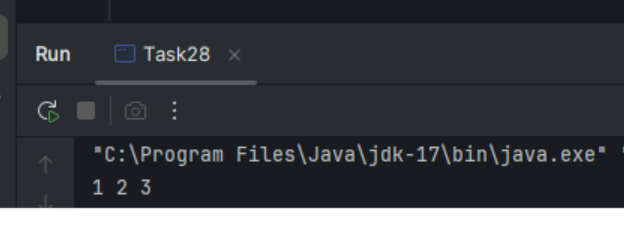 Run Task28
"C:\Program Files\Java\jdk-17\bin\java.exe" "
1 2 3